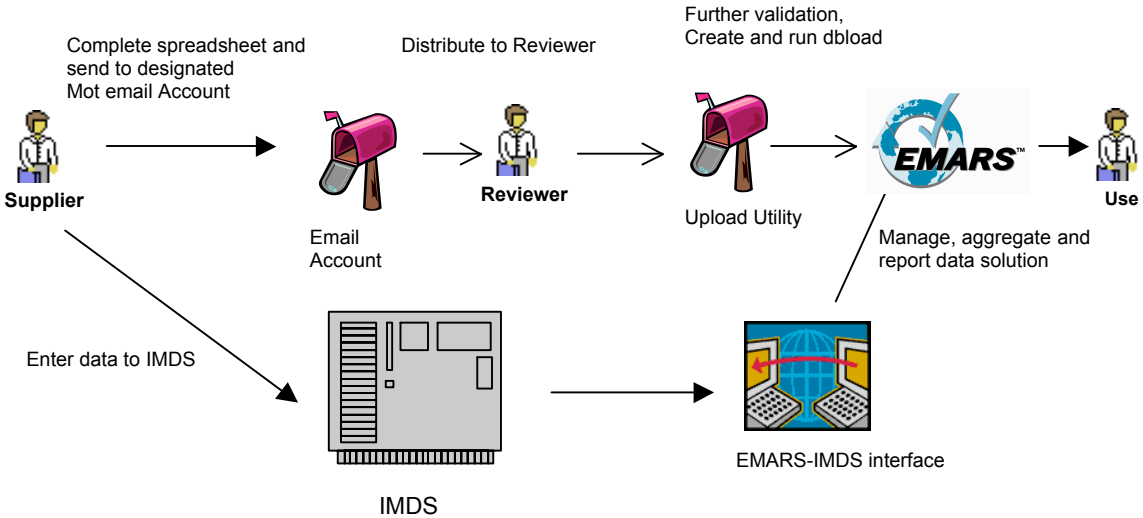 Complete spreadsheet and
send to designated
Mot email Account
Distribute to Reviewer
Further validation,
Create and run dbload
Supplier
Email
Account
Reviewer
Upload Utility
EMARS™
Use
Manage, aggregate and
report data solution
Enter data to IMDS
IMDS
EMARS-IMDS interface